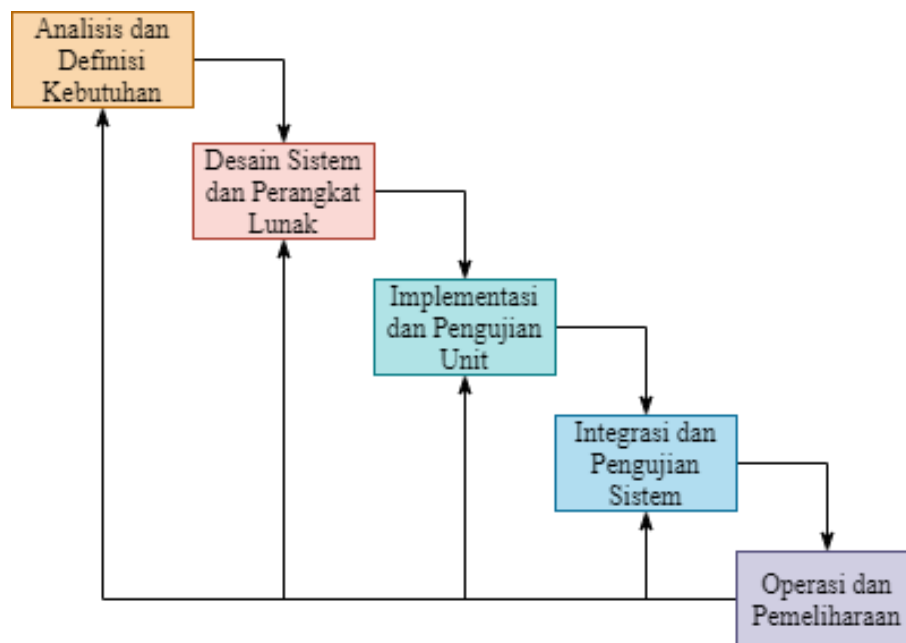 Analisis dan
Definisi
Kebutuhan
Desain Sistem
dan Perangkat
Lunak
Implementasi
dan Pengujian
Unit
Integrasi dan
Pengujian
Sistem
Operasi dan
Pemeliharaan